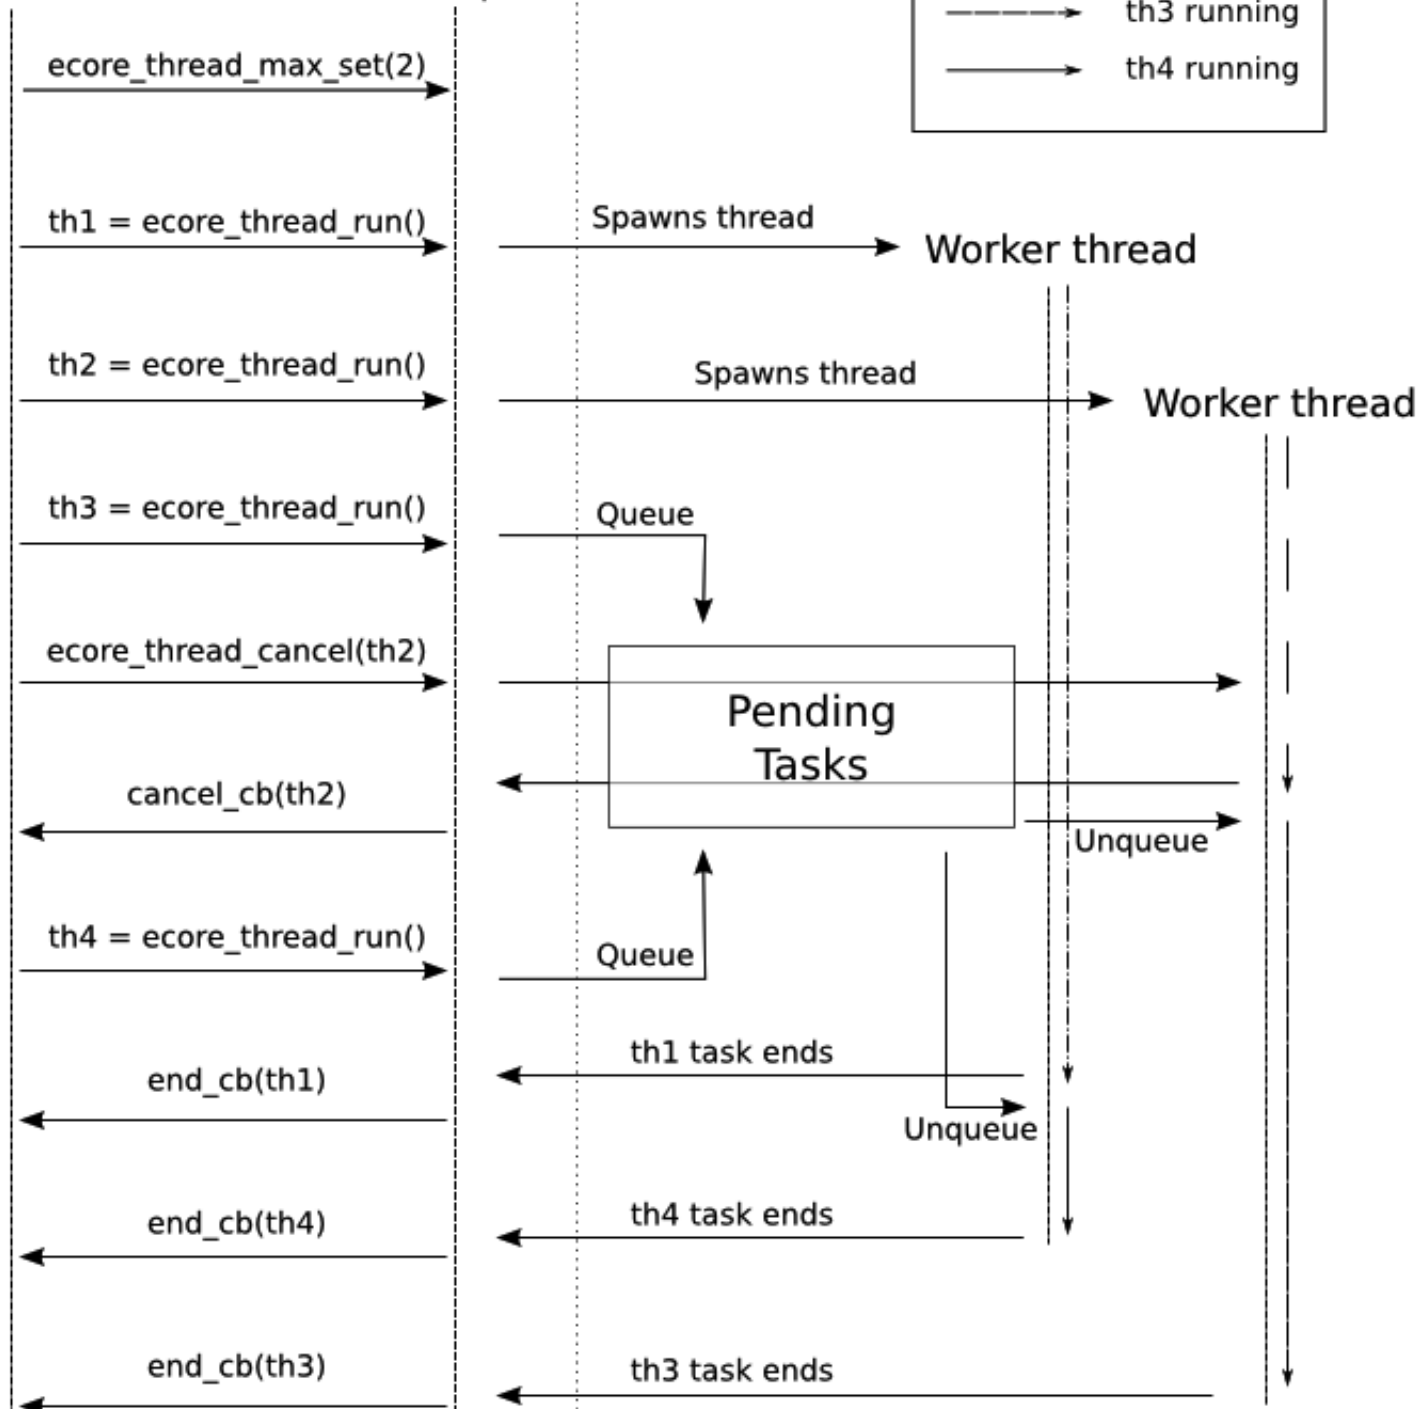 th3 running
ecore_thread_max_set(2)
th4 running
th1 = ecore_thread_run()
Spawns thread
Worker thread
th2 = ecore_thread_run()
Spawns thread
Worker thread
th3 = ecore_thread_run()
Queue
ecore_thread_cancel(th2)
Pending
Tasks
cancel_cb(th2)
Unqueue
th4 = ecore_thread_run()
Queue
th1 task ends
end_cb(th1)
Unqueue
th4 task ends
end_cb(th4)
th3 task ends
end_cb(th3)